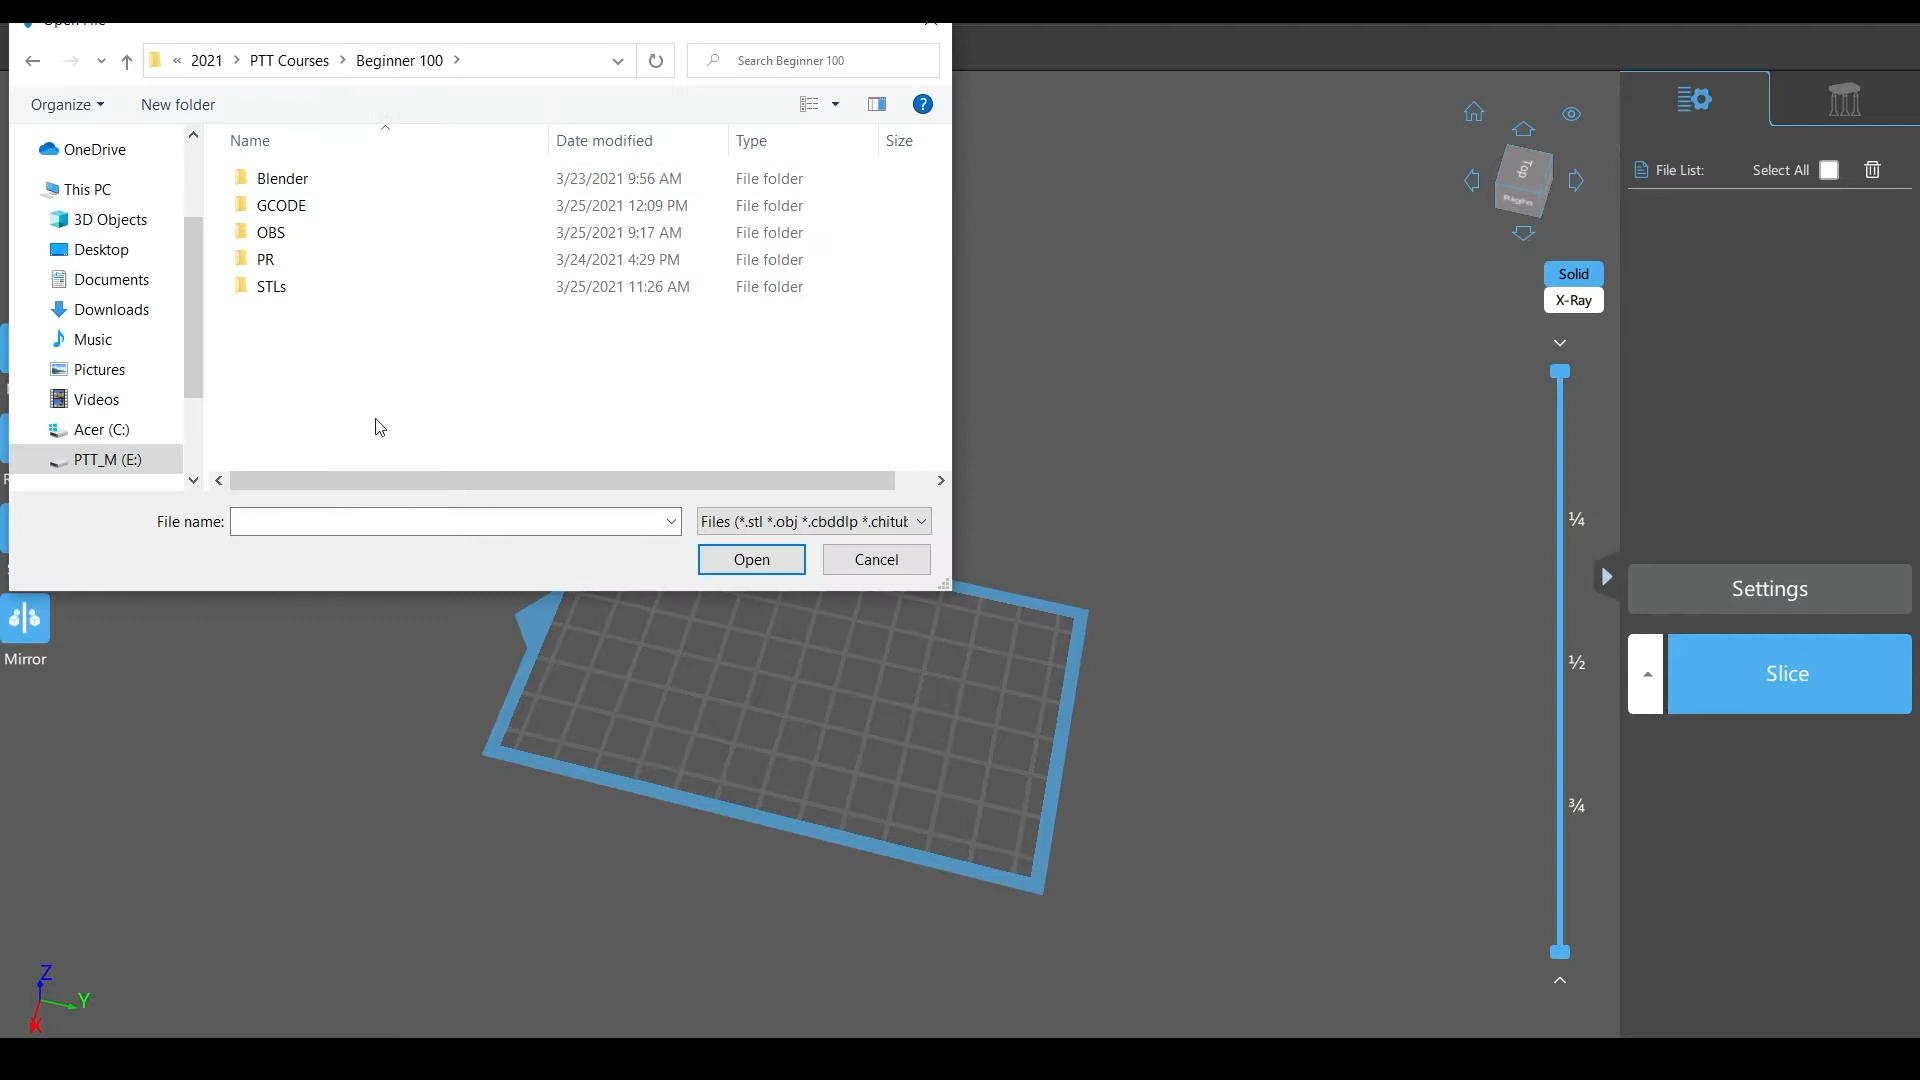 Open File
« 2021 > PTT Courses > Beginner 100 >
Search Beginner 100
Organize
New folder
?
Name
Date modified
Type
Size
OneDrive
This PC
3D Objects
Desktop
Documents
Downloads
Music
Pictures
Videos
Acer (C:)
PTT_M (E:)
Blender 3/23/2021 9:56 AM File folder
GCODE 3/25/2021 12:09 PM File folder
OBS 3/25/2021 9:17 AM File folder
PR 3/24/2021 4:29 PM File folder
STLs 3/25/2021 11:26 AM File folder
File name:
Files (*.stl *.obj *.cbddlp *.chitub
Open
Cancel
Mirror
Z
Y
X
Top
Right
Solid
X-Ray
¼
½
¾
File List:
Select All
Settings
Slice